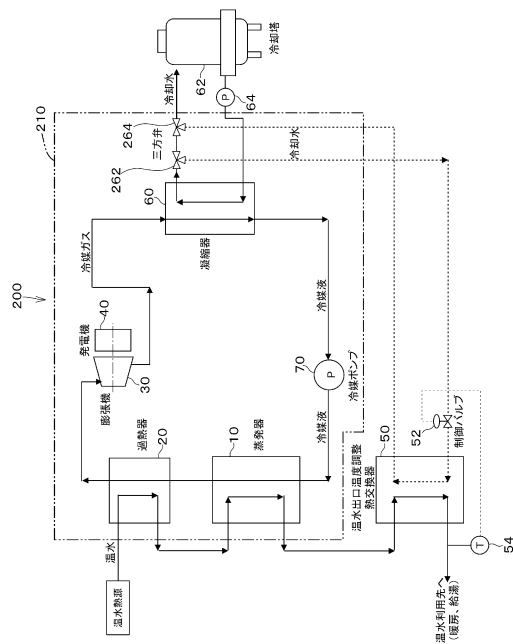 200
210
冷却塔
62
P
64
冷却水
264
三方弁
262
冷却水
60
凝縮器
冷媒ガス
発電機
40
30
膨張機
冷媒液
70
P
冷媒ポンプ
冷媒液
過熱器
20
10
蒸発器
温水
温水熱源
温水出口温度調整
熱交換器
50
52
制御バルブ
T
54
温水利用先へ
(暖房、給湯)